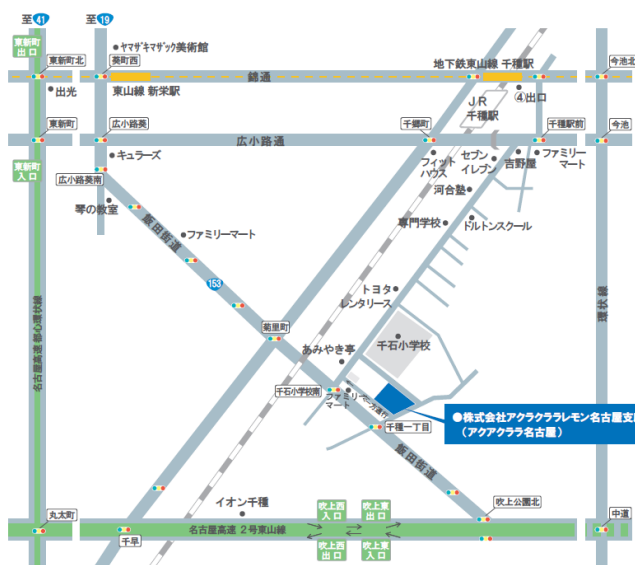 至41
至19
東新町
出口
ヤマザキマザック美術館
地下鉄東山線 千種駅
東新町北
葵町西
今池北
錦通
出光
東山線 新栄駅
JR
千種駅
④出口
東新町
広小路葵
広小路通
千郷町
千種駅前
今池
東新町
入口
キュラーズ
フィット
ハウス
セブン
イレブン
吉野屋
ファミリー
マート
広小路葵南
河合塾
琴の教室
専門学校
ドルトンスクール
飯田街道
ファミリーマート
153
トヨタ
レンタリース
名古屋高速 都心環状線
環状線
菊里町
千石小学校
あみやき亭
千石小学校南
ファミリー
マート
一方通行
●株式会社アクラクララレモン名古屋支
(アクアクララ名古屋)
千種一丁目
飯田街道
イオン千種
吹上西
入口
吹上東
出口
吹上公園北
丸太町
名古屋高速 2号東山線
中道
千早
吹上西
出口
吹上東
入口